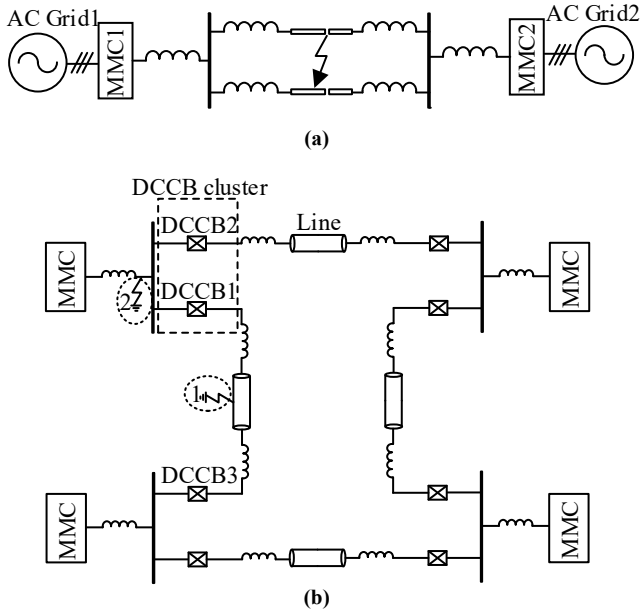 AC Grid1
AC Grid2
MMC1
MMC2
(a)
DCCB cluster
DCCB2
Line
MMC
MMC
2
DCCB1
1
DCCB3
MMC
MMC
(b)